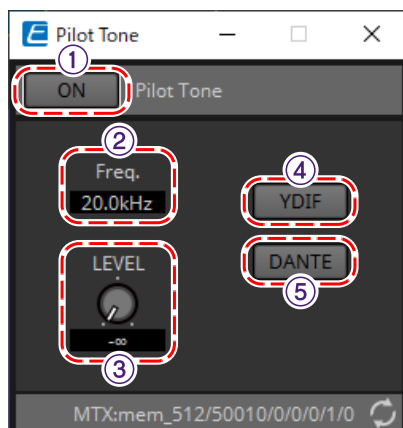 Pilot Tone
①
ON Pilot Tone
②
Freq.
20.0kHz
④
YDIF
LEVEL
DANTE
⑤
-∞
③
MTX:mem_512/50010/0/0/0/1/0